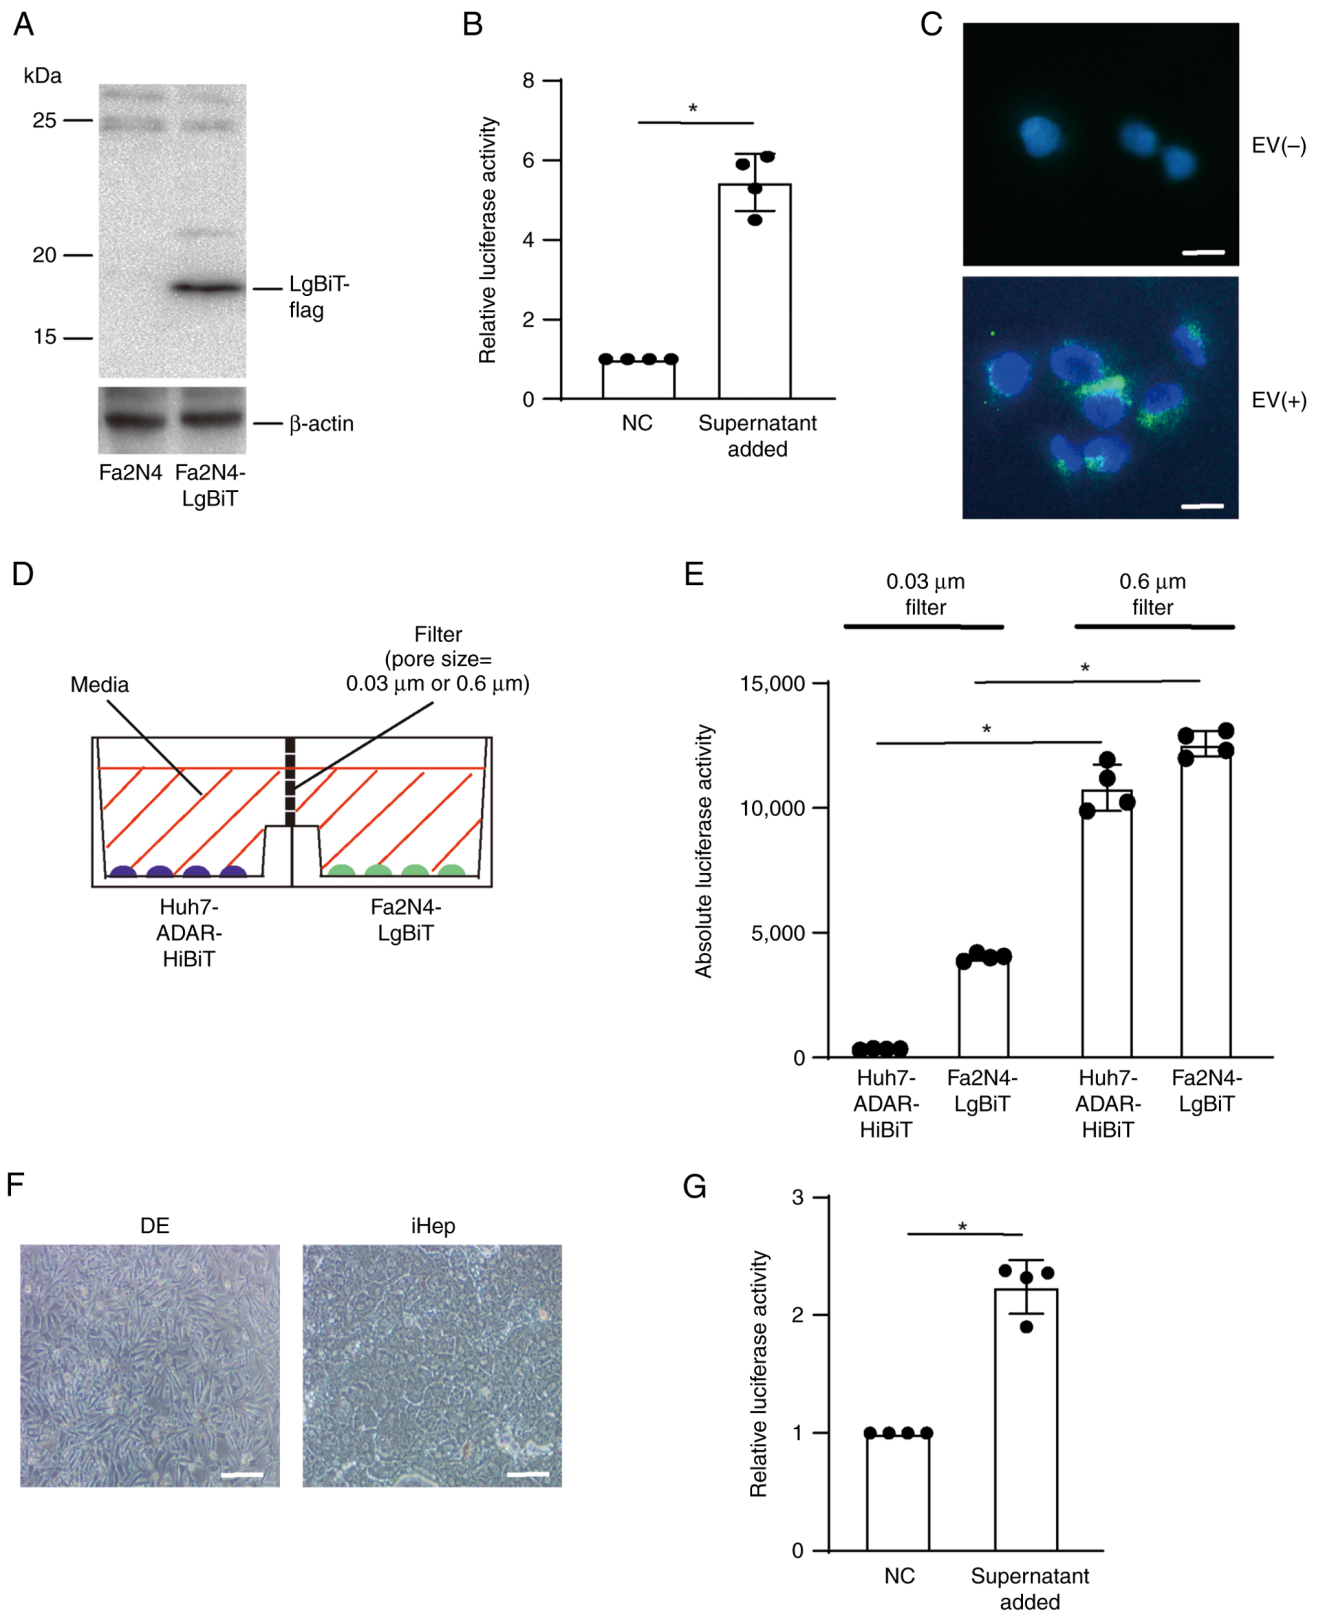 A
kDa
25
20
15
LgBiT-
flag
β-actin
Fa2N4
Fa2N4-
LgBiT
B
Relative luciferase activity
8
6
4
2
0
*
NC
Supernatant
added
C
EV(–)
EV(+)
D
Filter
(pore size=
0.03 μm or 0.6 μm)
Media
Huh7-
ADAR-
HiBiT
Fa2N4-
LgBiT
E
0.03 μm
filter
0.6 μm
filter
Absolute luciferase activity
15,000
10,000
5,000
0
*
*
Huh7-
ADAR-
HiBiT
Fa2N4-
LgBiT
Huh7-
ADAR-
HiBiT
Fa2N4-
LgBiT
F
DE
iHep
G
Relative luciferase activity
3
2
1
0
*
NC
Supernatant
added